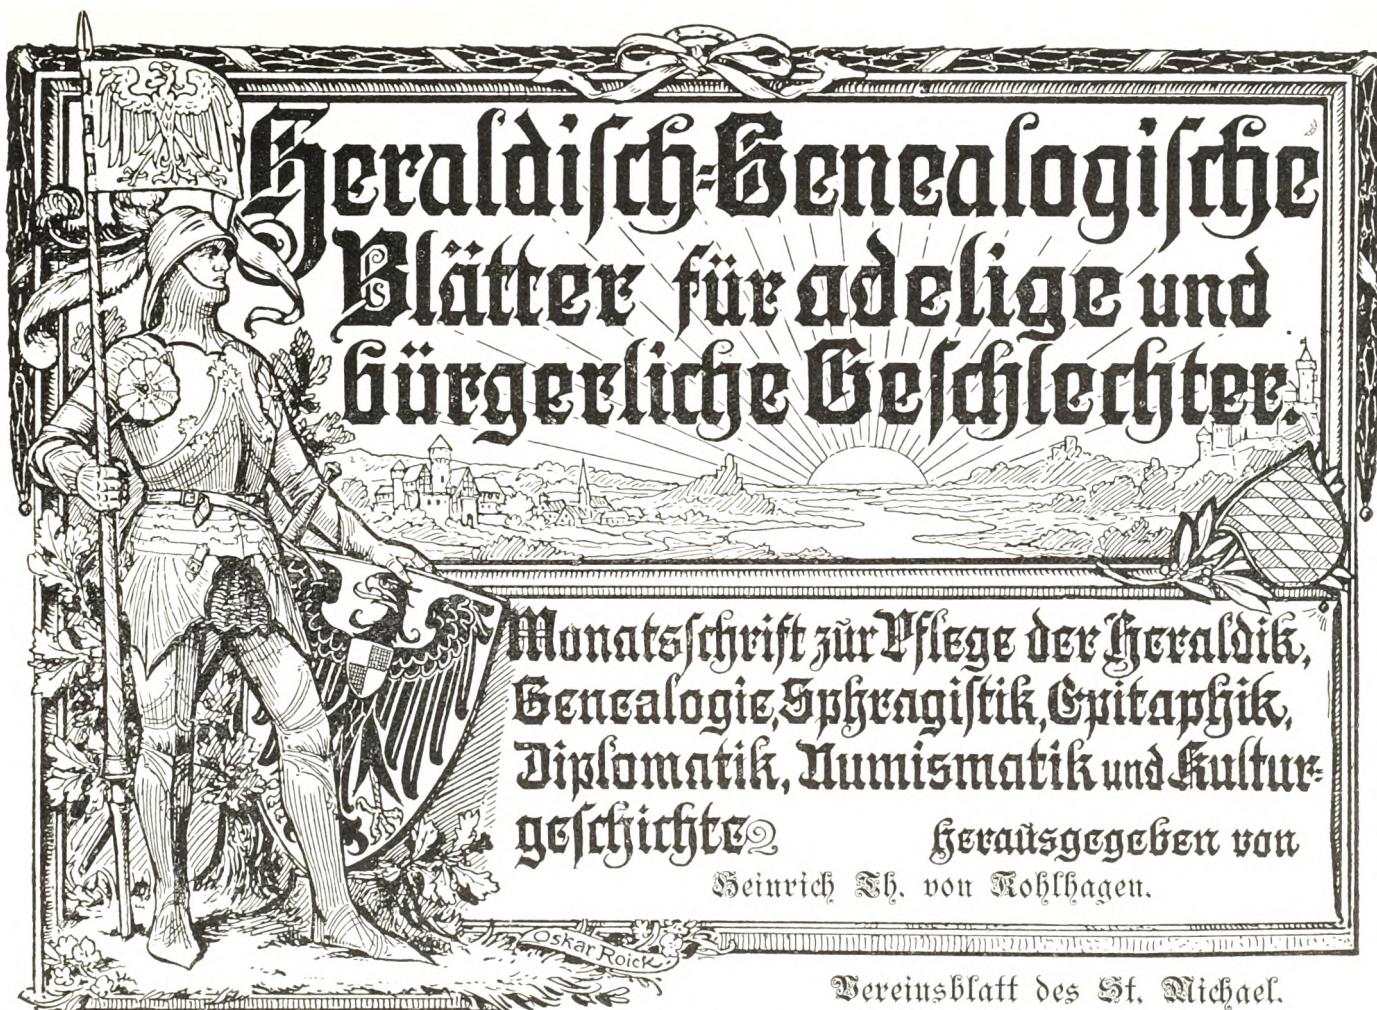 Heraldisch-Genealogische
Blätter für adelige und
bürgerliche Geschlechter.
Monatsschrift zur Pflege der Heraldik,
Genealogie, Sphragistik, Epitaphik,
Diplomatik, Numismatik und Kultur-
geschichte
herausgegeben von
Heinrich Th. von Kohlhagen.
Oskar Roick
Vereinsblatt des St. Michael.